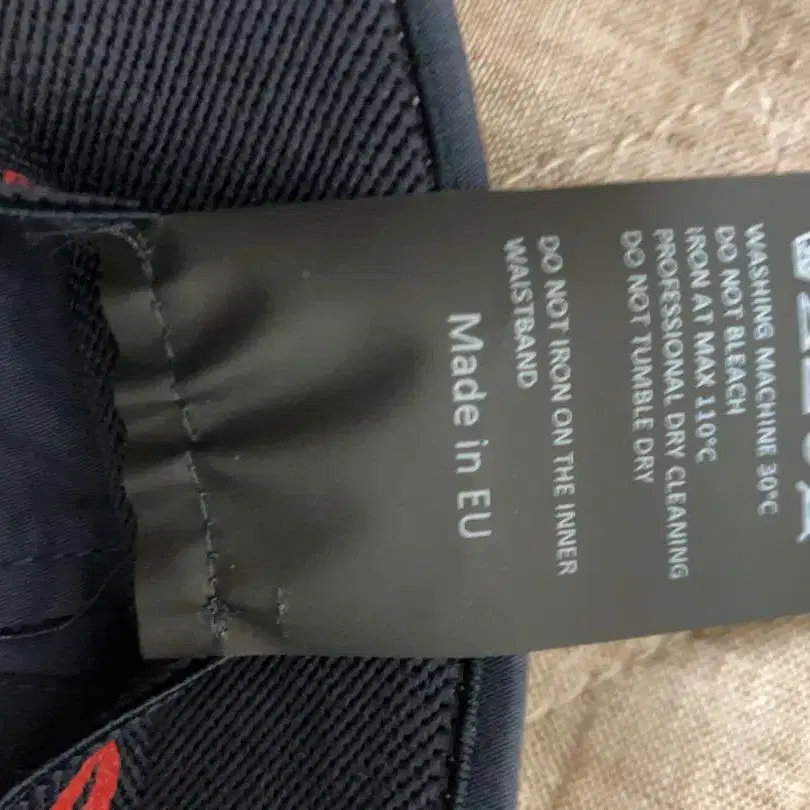 WASHING MACHINE 30°C
DO NOT BLEACH
IRON AT MAX 110°C
PROFESSIONAL DRY CLEANING
DO NOT TUMBLE DRY
DO NOT IRON ON THE INNER
WAISTBAND
Made in EU